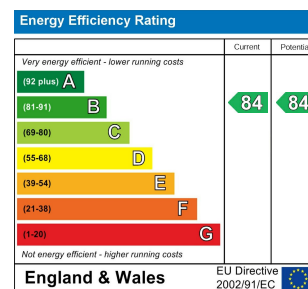 Energy Efficiency Rating
Current Potentia
Very energy efficient - lower running costs
(92 plus) A
(81-91) B
84 84
(69-80) C
(55-68) D
(39-54) E
(21-38) F
(1-20) G
Not energy efficient - higher running costs
England & Wales
EU Directive
2002/91/EC